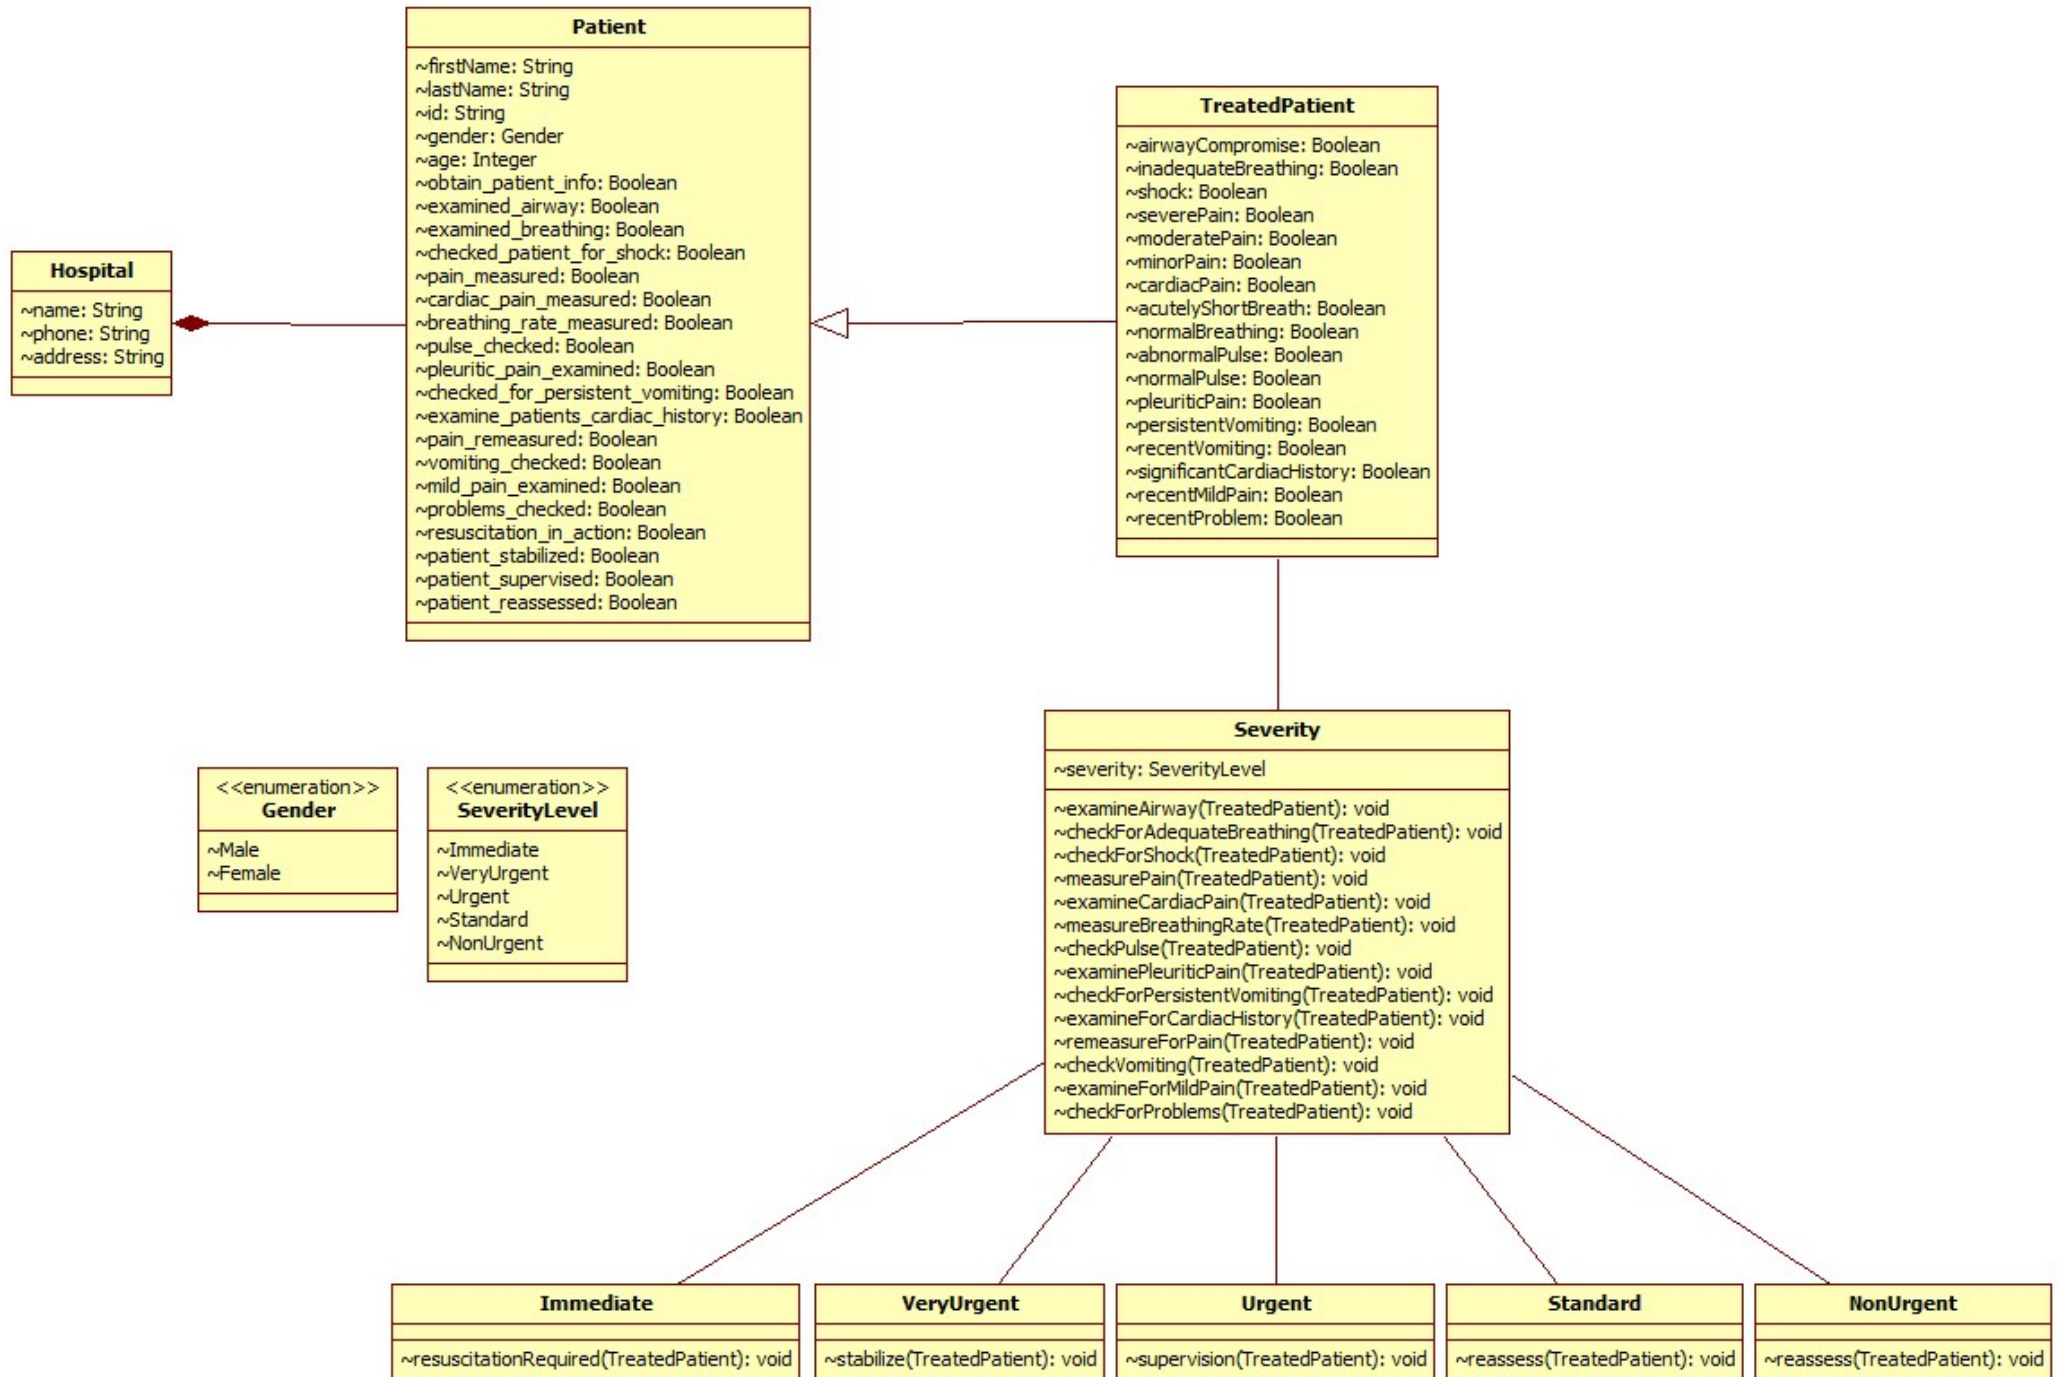 Patient
~firstName: String
~lastName: String
~id: String
~gender: Gender
~age: Integer
~obtain_patient_info: Boolean
~examined_airway: Boolean
~examined_breathing: Boolean
~checked_patient_for_shock: Boolean
~pain_measured: Boolean
~cardiac_pain_measured: Boolean
~breathing_rate_measured: Boolean
~pulse_checked: Boolean
~pleuritic_pain_examined: Boolean
~checked_for_persistent_vomiting: Boolean
~examine_patients_cardiac_history: Boolean
~pain_remeasured: Boolean
~vomiting_checked: Boolean
~mild_pain_examined: Boolean
~problems_checked: Boolean
~resuscitation_in_action: Boolean
~patient_stabilized: Boolean
~patient_supervised: Boolean
~patient_reassessed: Boolean
TreatedPatient
~airwayCompromise: Boolean
~inadequateBreathing: Boolean
~shock: Boolean
~severePain: Boolean
~moderatePain: Boolean
~minorPain: Boolean
~cardiacPain: Boolean
~acutelyShortBreath: Boolean
~normalBreathing: Boolean
~abnormalPulse: Boolean
~normalPulse: Boolean
~pleuriticPain: Boolean
~persistentVomiting: Boolean
~recentVomiting: Boolean
~significantCardiacHistory: Boolean
~recentMildPain: Boolean
~recentProblem: Boolean
Hospital
~name: String
~phone: String
~address: String
<<enumeration>>
Gender
~Male
~Female
<<enumeration>>
SeverityLevel
~Immediate
~VeryUrgent
~Urgent
~Standard
~NonUrgent
Severity
~severity: SeverityLevel
~examineAirway(TreatedPatient): void
~checkForAdequateBreathing(TreatedPatient): void
~checkForShock(TreatedPatient): void
~measurePain(TreatedPatient): void
~examineCardiacPain(TreatedPatient): void
~measureBreathingRate(TreatedPatient): void
~checkPulse(TreatedPatient): void
~examinePleuriticPain(TreatedPatient): void
~checkForPersistentVomiting(TreatedPatient): void
~examineForCardiacHistory(TreatedPatient): void
~remeasureForPain(TreatedPatient): void
~checkVomiting(TreatedPatient): void
~examineForMildPain(TreatedPatient): void
~checkForProblems(TreatedPatient): void
Immediate
~resuscitationRequired(TreatedPatient): void
VeryUrgent
~stabilize(TreatedPatient): void
Urgent
~supervision(TreatedPatient): void
Standard
~reassess(TreatedPatient): void
NonUrgent
~reassess(TreatedPatient): void